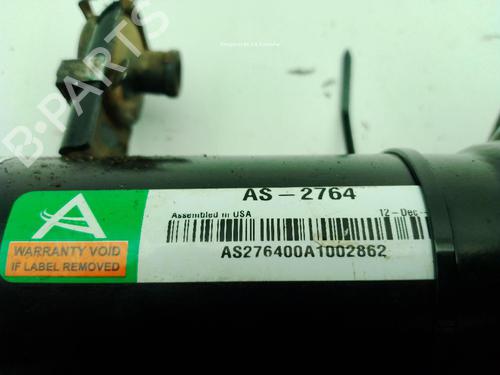 B-PARTS
AS-2764
Assembled in USA
12-Dec-
AS276400A1002862
A
WARRANTY VOID
IF LABEL REMOVED